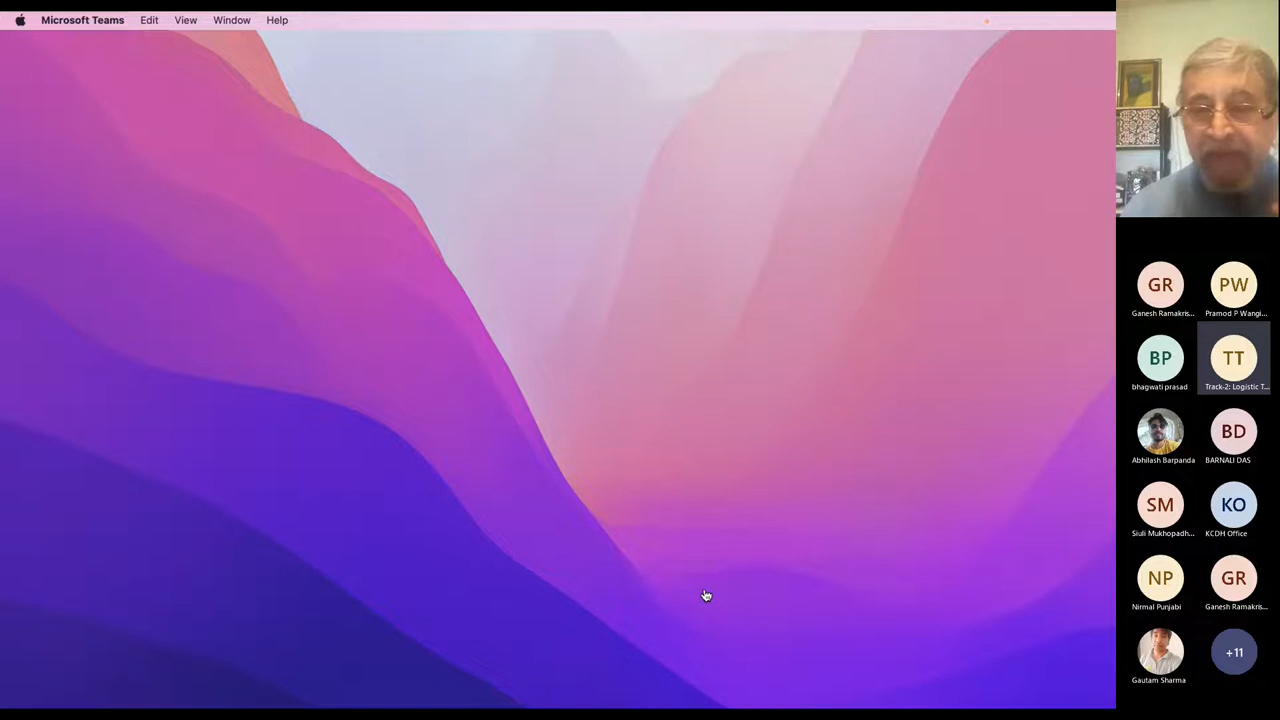 Microsoft Teams Edit View Window Help
GR PW
Ganesh Ramakris... Pramod P Wangi...
BP TT
bhagwati prasad Track-2: Logistic T...
BD
Abhilash Barpanda BARNALI DAS
SM KO
Siuli Mukhopadh... KCDH Office
NP GR
Nirmal Punjabi Ganesh Ramakris...
+11
Gautam Sharma